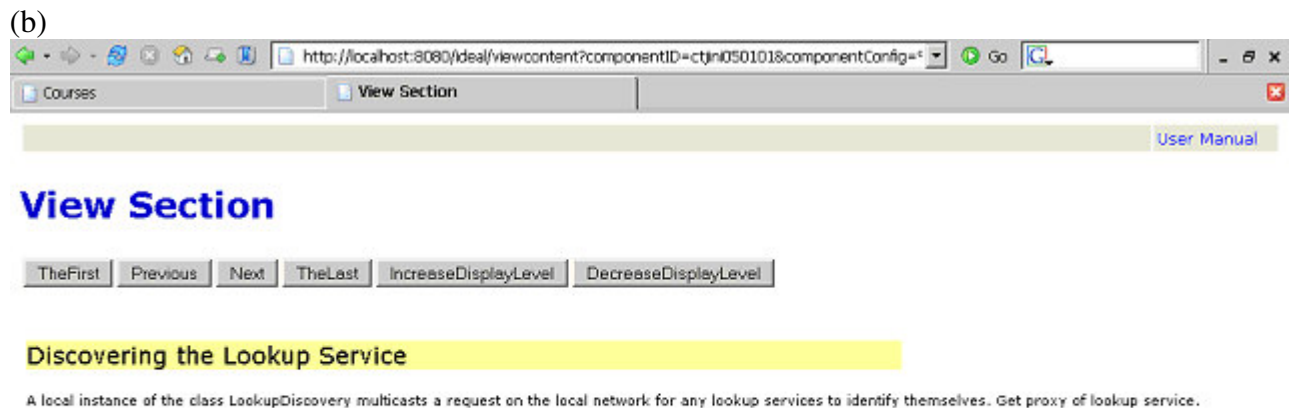 (b)
http://localhost:8080/ideal/viewcontent?componentID=ctjini050101&componentConfig=
Go
Courses
View Section
User Manual
View Section
TheFirst Previous Next TheLast IncreaseDisplayLevel DecreaseDisplayLevel
Discovering the Lookup Service
A local instance of the class LookupDiscovery multicasts a request on the local network for any lookup services to identify themselves. Get proxy of lookup service.